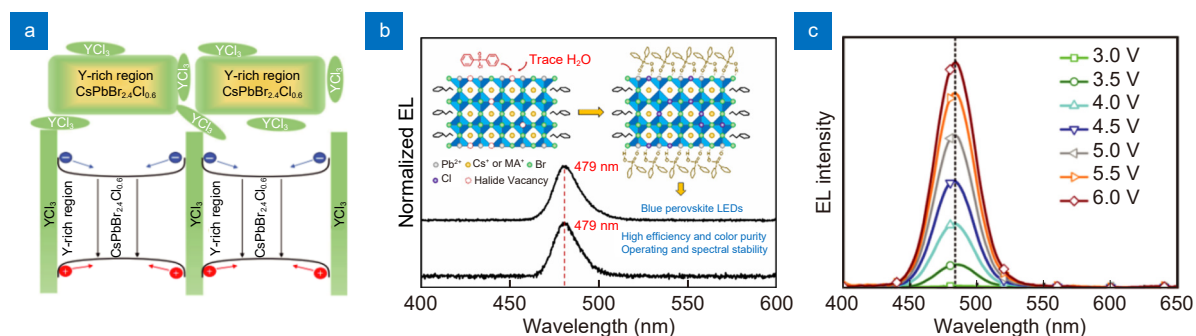 a
YCl₃
YCl₃
YCl₃
YCl₃
Y-rich region
CsPbBr₂.₄Cl₀.₆
Y-rich region
CsPbBr₂.₄Cl₀.₆
YCl₃
YCl₃
YCl₃
YCl₃
Y-rich region
CsPbBr₂.₄Cl₀.₆
YCl₃
Y-rich region
CsPbBr₂.₄Cl₀.₆
YCl₃
b
Trace H₂O
Pb²⁺
Cs⁺ or MA⁺
Br
Cl
Halide Vacancy
479 nm
Blue perovskite LEDs
479 nm
High efficiency and color purity
Operating and spectral stability
Normalized EL
400
450
500
550
600
Wavelength (nm)
c
3.0 V
3.5 V
4.0 V
4.5 V
5.0 V
5.5 V
6.0 V
EL intensity
400
450
500
550
600
650
Wavelength (nm)